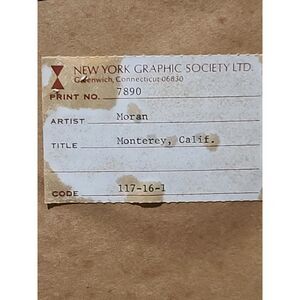 NEW YORK GRAPHIC SOCIETY LTD.
Greenwich, Connecticut 06830
PRINT NO. 7890
ARTIST Moran
TITLE Monterey, Calif.
CODE 117-16-1